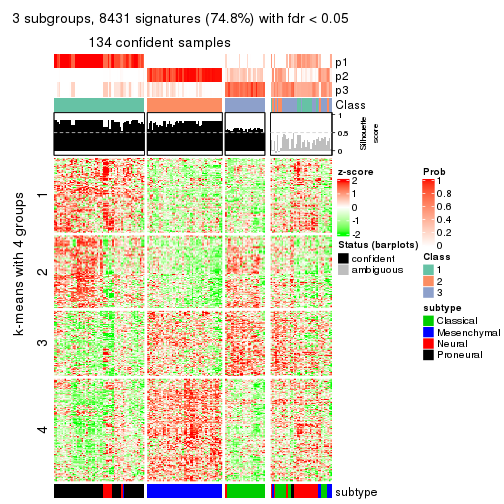 3 subgroups, 8431 signatures (74.8%) with fdr < 0.05
134 confident samples
p1
p2
p3
Class
1
0.5
0
Silhouette
score
k-means with 4 groups
1
2
3
4
z-score
2
1
0
-1
-2
Status (barplots)
confident
ambiguous
Prob
1
0.8
0.6
0.4
0.2
0
Class
1
2
3
subtype
Classical
Mesenchymal
Neural
Proneural
subtype